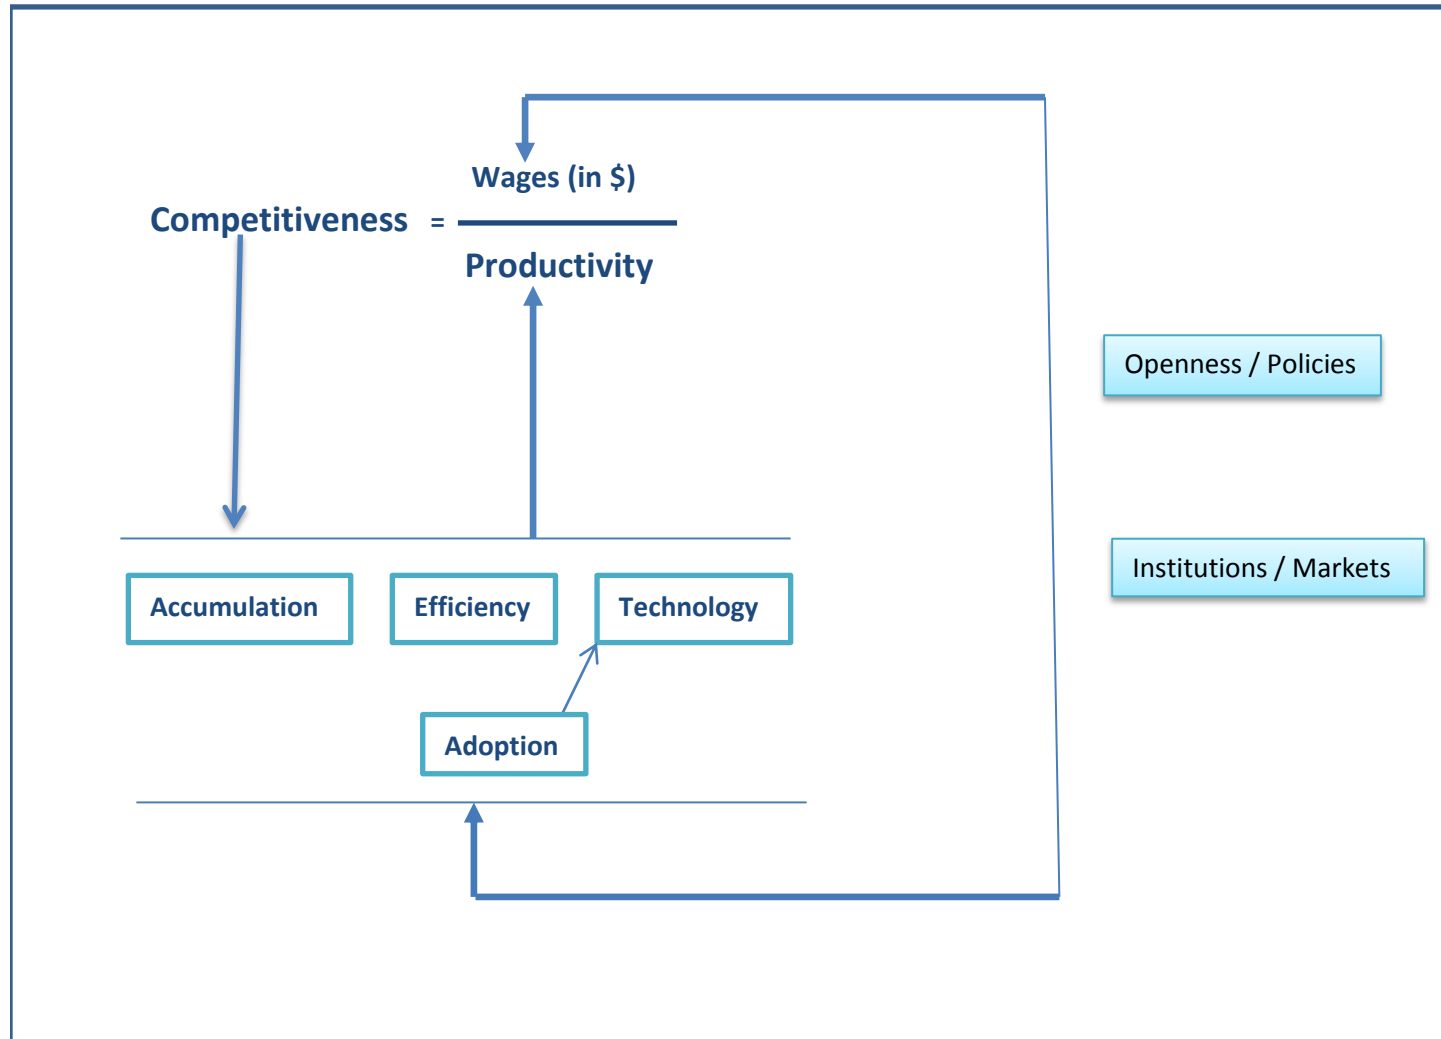 Wages (in $)
Competitiveness =
Productivity
Openness / Policies
Institutions / Markets
Accumulation
Efficiency
Technology
Adoption